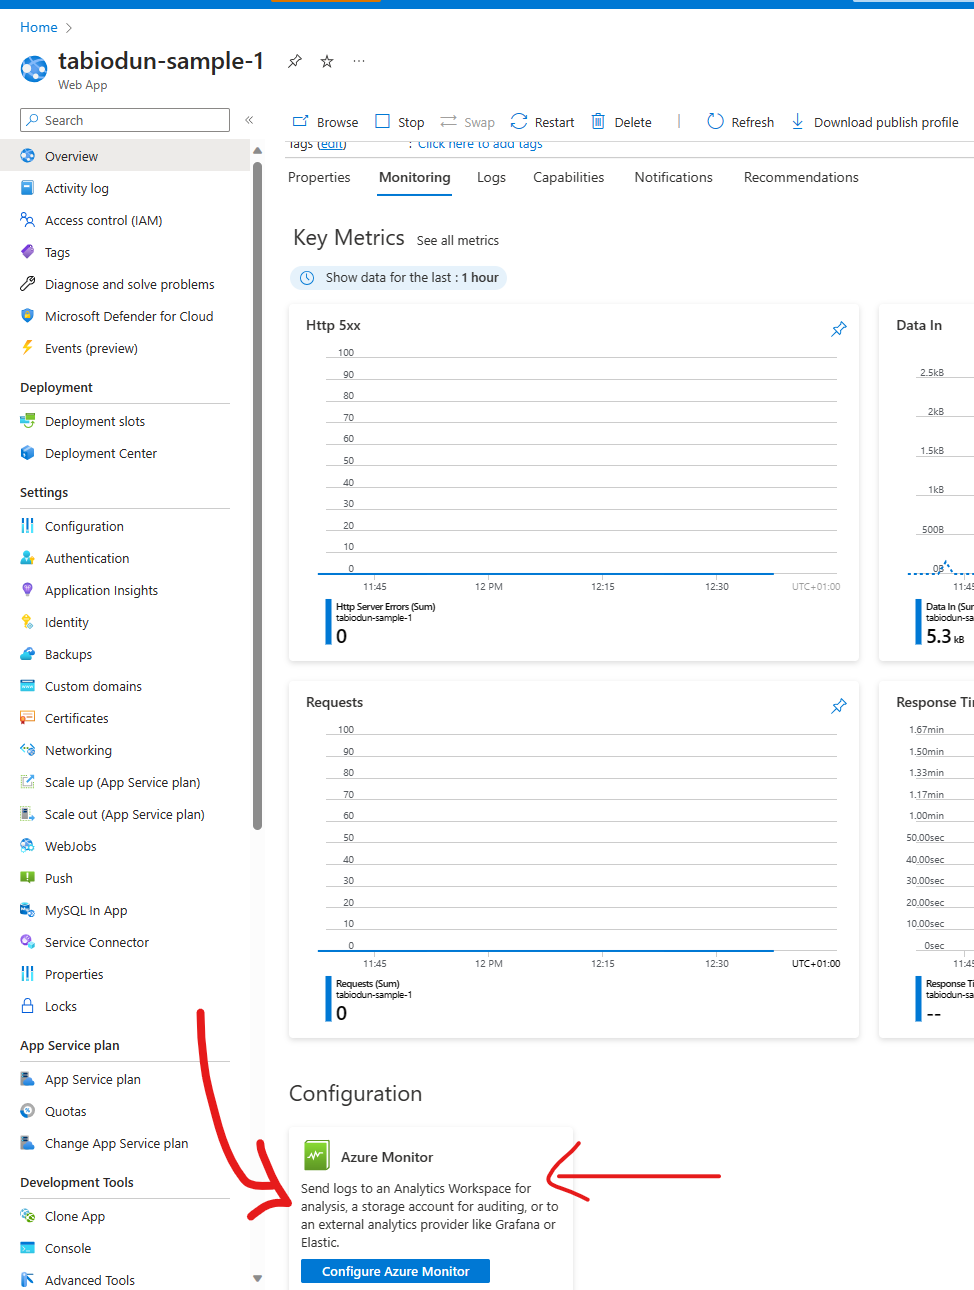 Home
tabiodun-sample-1
Web App
Search
Browse Stop Swap Restart Delete Refresh Download publish profile
Tags (edit) : Click here to add tags
Overview
Activity log
Access control (IAM)
Tags
Diagnose and solve problems
Microsoft Defender for Cloud
Events (preview)
Deployment
Deployment slots
Deployment Center
Settings
Configuration
Authentication
Application Insights
Identity
Backups
Custom domains
Certificates
Networking
Scale up (App Service plan)
Scale out (App Service plan)
WebJobs
Push
MySQL In App
Service Connector
Properties
Locks
App Service plan
App Service plan
Quotas
Change App Service plan
Development Tools
Clone App
Console
Advanced Tools
Properties Monitoring Logs Capabilities Notifications Recommendations
Key Metrics See all metrics
Show data for the last : 1 hour
Http 5xx
100
90
80
70
60
50
40
30
20
10
0
11:45 12 PM 12:15 12:30 UTC+01:00
Http Server Errors (Sum)
tabiodun-sample-1
0
Data In
2.5kB
2kB
1.5kB
1kB
500B
0B
11:45
Data In (Sum
tabiodun-sa
5.3 kB
Requests
100
90
80
70
60
50
40
30
20
10
0
11:45 12 PM 12:15 12:30 UTC+01:00
Requests (Sum)
tabiodun-sample-1
0
Response Ti
1.67min
1.50min
1.33min
1.17min
1.00min
50.00sec
40.00sec
30.00sec
20.00sec
10.00sec
0sec
11:45
Response Ti
tabiodun-sa
--
Configuration
Azure Monitor
Send logs to an Analytics Workspace for
analysis, a storage account for auditing, or to
an external analytics provider like Grafana or
Elastic.
Configure Azure Monitor